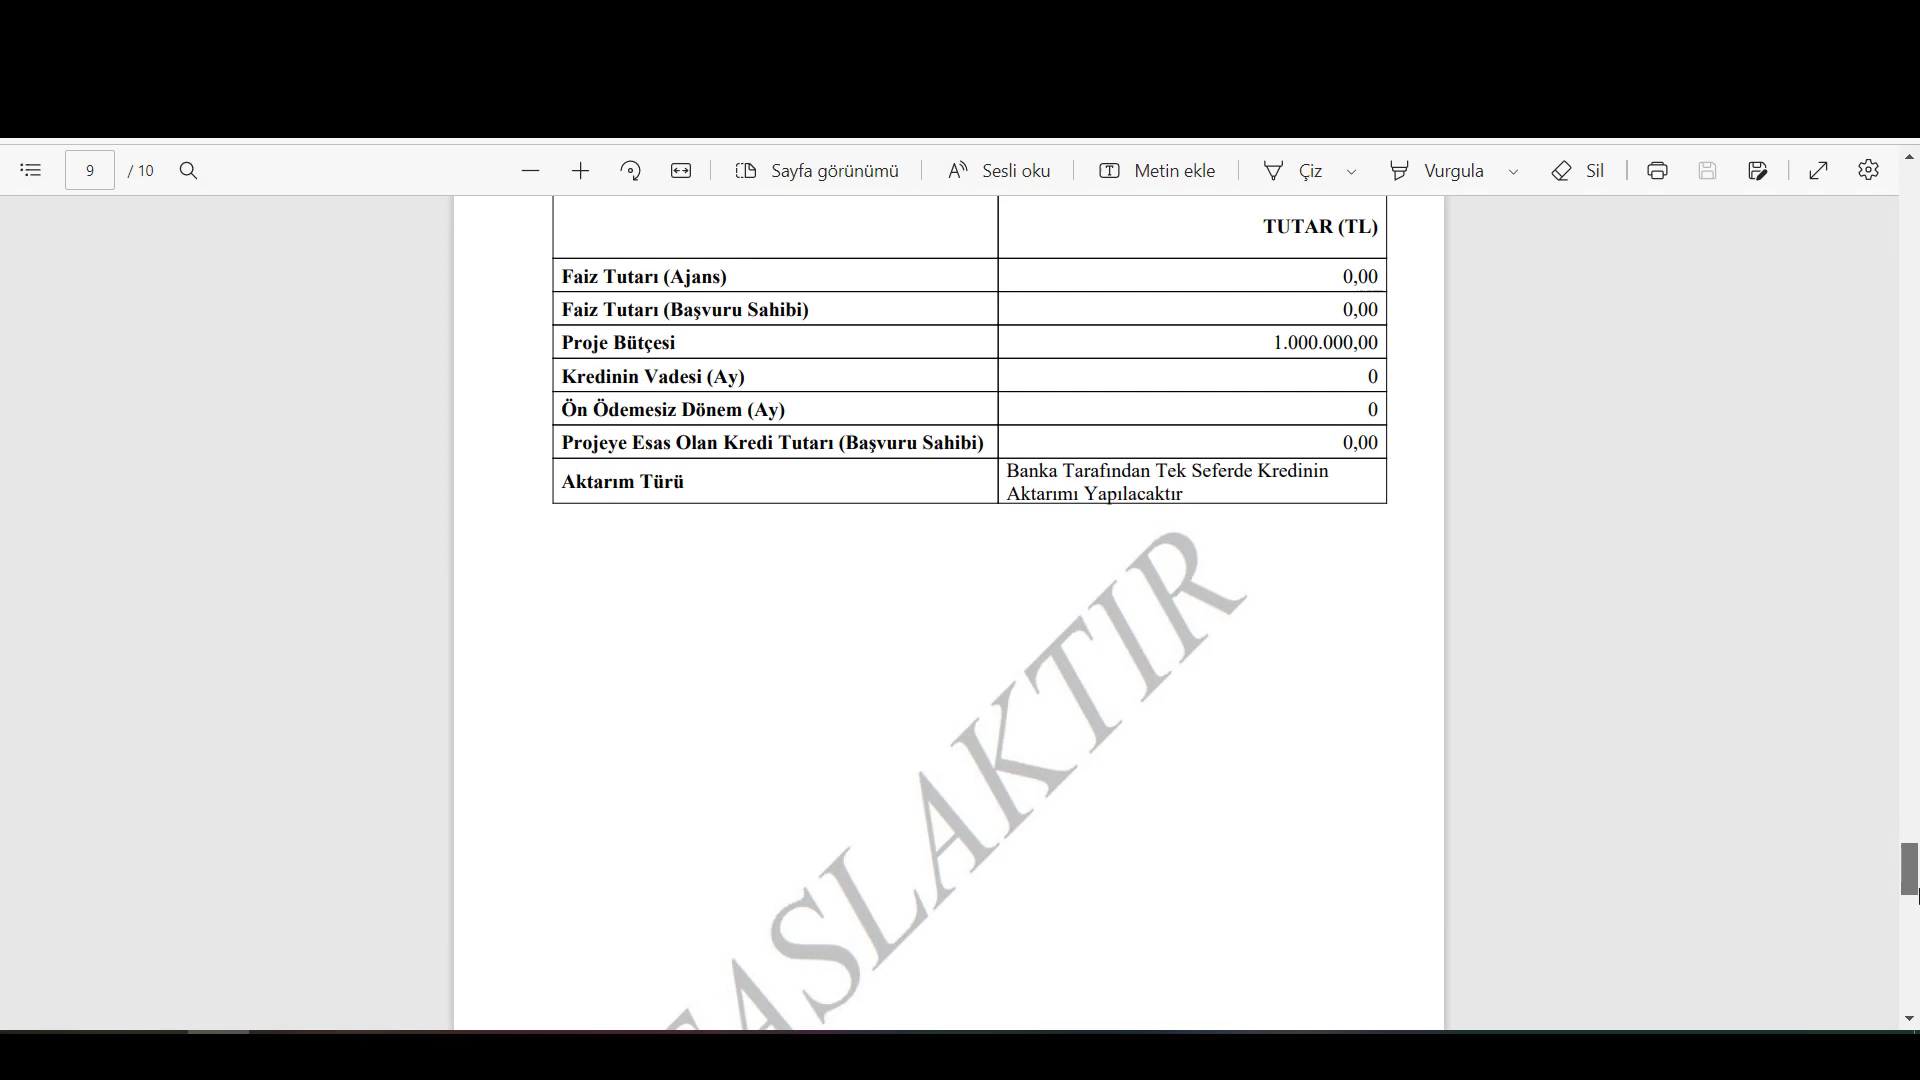 9 / 10 Sayfa görünümü Sesli oku Metin ekle Çiz Vurgula Sil
TUTAR (TL)
Faiz Tutarı (Ajans) 0,00
Faiz Tutarı (Başvuru Sahibi) 0,00
Proje Bütçesi 1.000.000,00
Kredinin Vadesi (Ay) 0
Ön Ödemesiz Dönem (Ay) 0
Projeye Esas Olan Kredi Tutarı (Başvuru Sahibi) 0,00
Aktarım Türü
Banka Tarafından Tek Seferde Kredinin
Aktarımı Yapılacaktır
TASLAKTIR